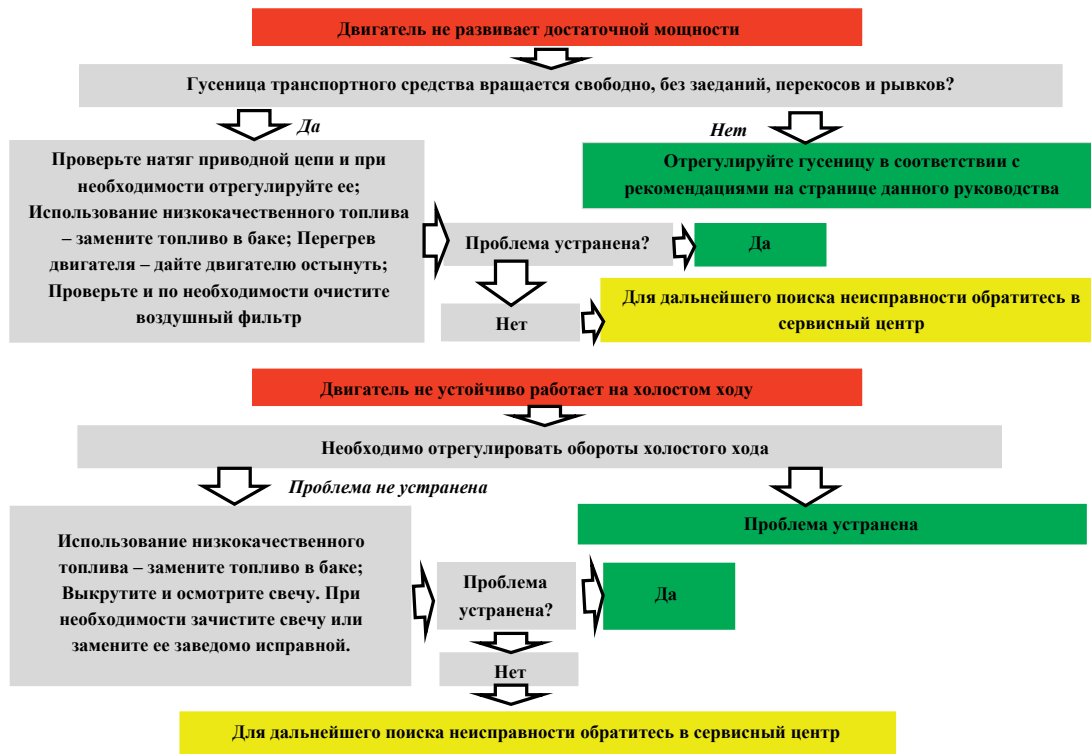 Двигатель не развивает достаточной мощности
Гусеница транспортного средства вращается свободно, без заеданий, перекосов и рывков?
Да
Нет
Проверьте натяг приводной цепи и при
необходимости отрегулируйте ее;
Использование низкокачественного топлива
– замените топливо в баке; Перегрев
двигателя – дайте двигателю остынуть;
Проверьте и по необходимости очистите
воздушный фильтр
Отрегулируйте гусеницу в соответствии с
рекомендациями на странице данного руководства
Проблема устранена?
Да
Нет
Для дальнейшего поиска неисправности обратитесь в
сервисный центр
Двигатель не устойчиво работает на холостом ходу
Необходимо отрегулировать обороты холостого хода
Проблема не устранена
Проблема устранена
Использование низкокачественного
топлива – замените топливо в баке;
Выкрутите и осмотрите свечу. При
необходимости зачистите свечу или
замените ее заведомо исправной.
Проблема
устранена?
Да
Нет
Для дальнейшего поиска неисправности обратитесь в сервисный центр